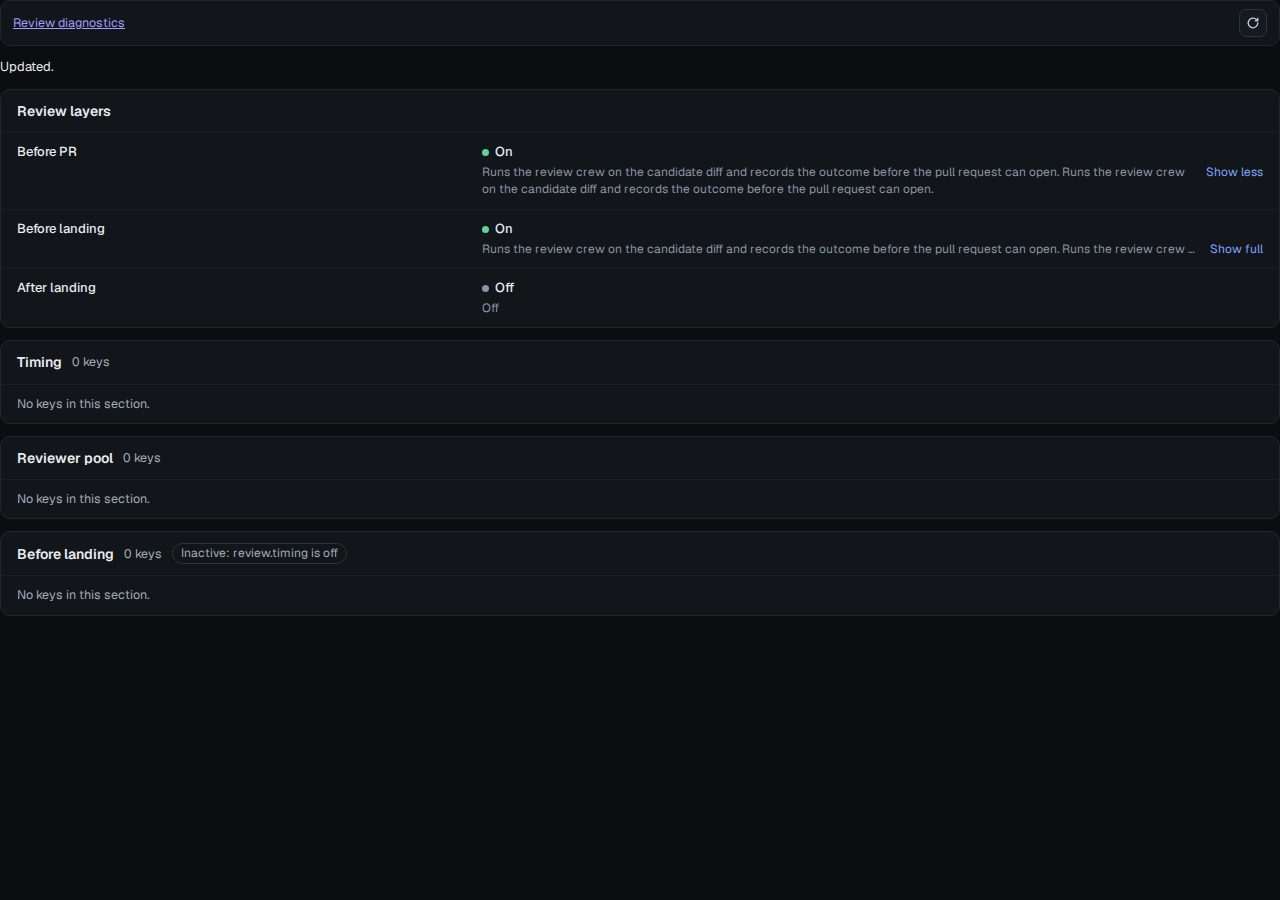 Review diagnostics
Updated.
Review layers
Before PR
On
Runs the review crew on the candidate diff and records the outcome before the pull request can open. Runs the review crew
on the candidate diff and records the outcome before the pull request can open.
Show less
Before landing
On
Runs the review crew on the candidate diff and records the outcome before the pull request can open. Runs the review crew …
Show full
After landing
Off
Off
Timing 0 keys
No keys in this section.
Reviewer pool 0 keys
No keys in this section.
Before landing 0 keys Inactive: review.timing is off
No keys in this section.